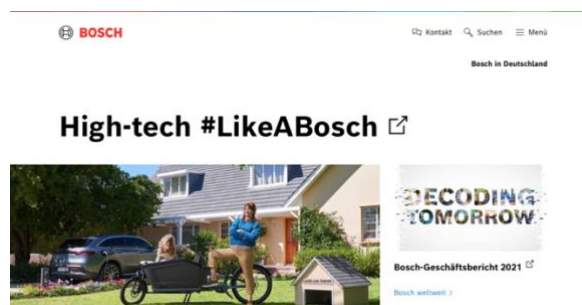 BOSCH
Kontakt Suchen Menü
Bosch in Deutschland
High-tech #LikeABosch
DECODING
TOMORROW
Bosch-Geschäftsbericht 2021
Bosch weltweit